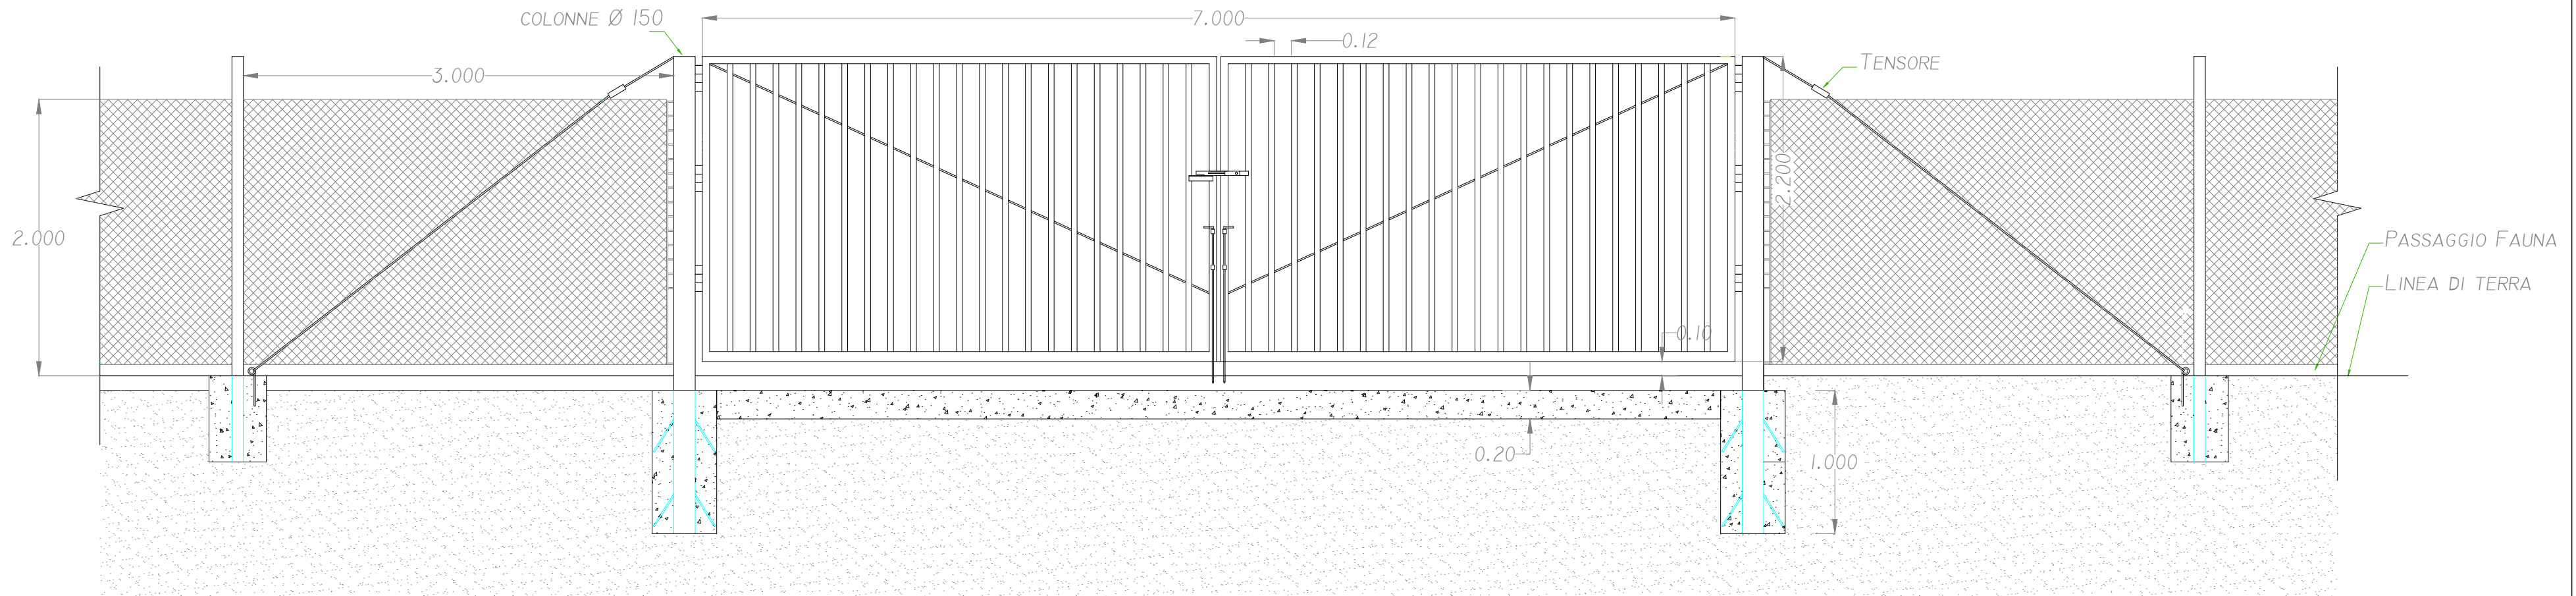 COLONNE Ø 150
7.000
0.12
3.000
TENSORE
2.200
2.000
PASSAGGIO FAUNA
LINEA DI TERRA
0.10
0.20
1.000